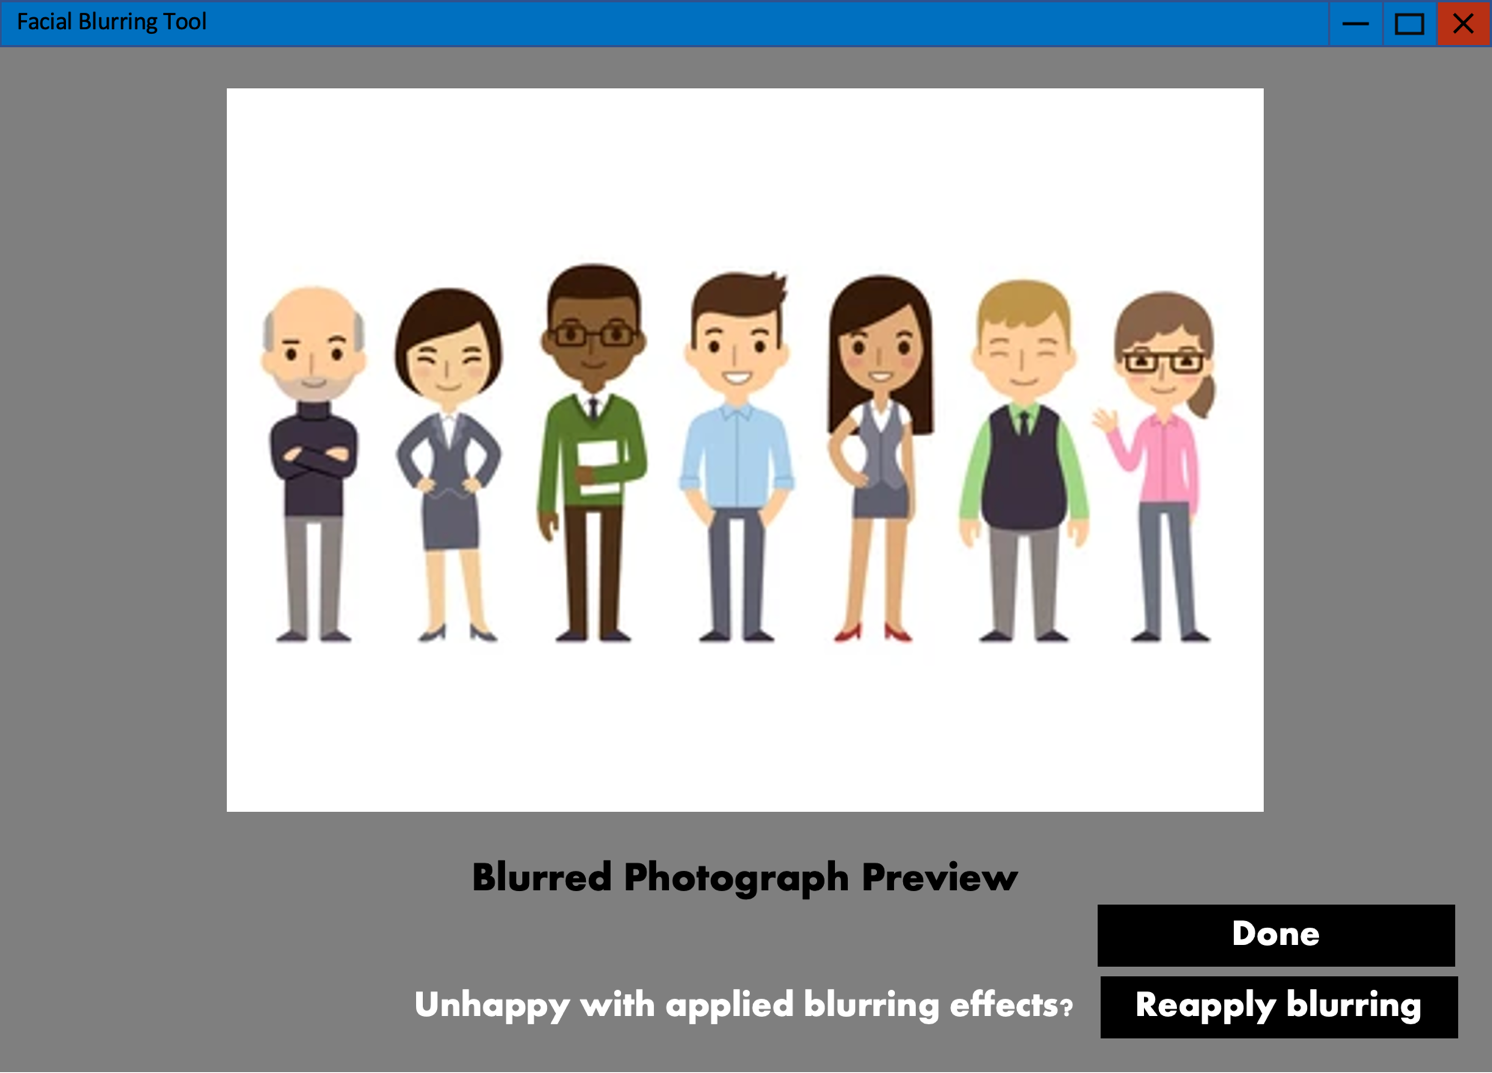 Facial Blurring Tool
Blurred Photograph Preview
Done
Unhappy with applied blurring effects?
Reapply blurring